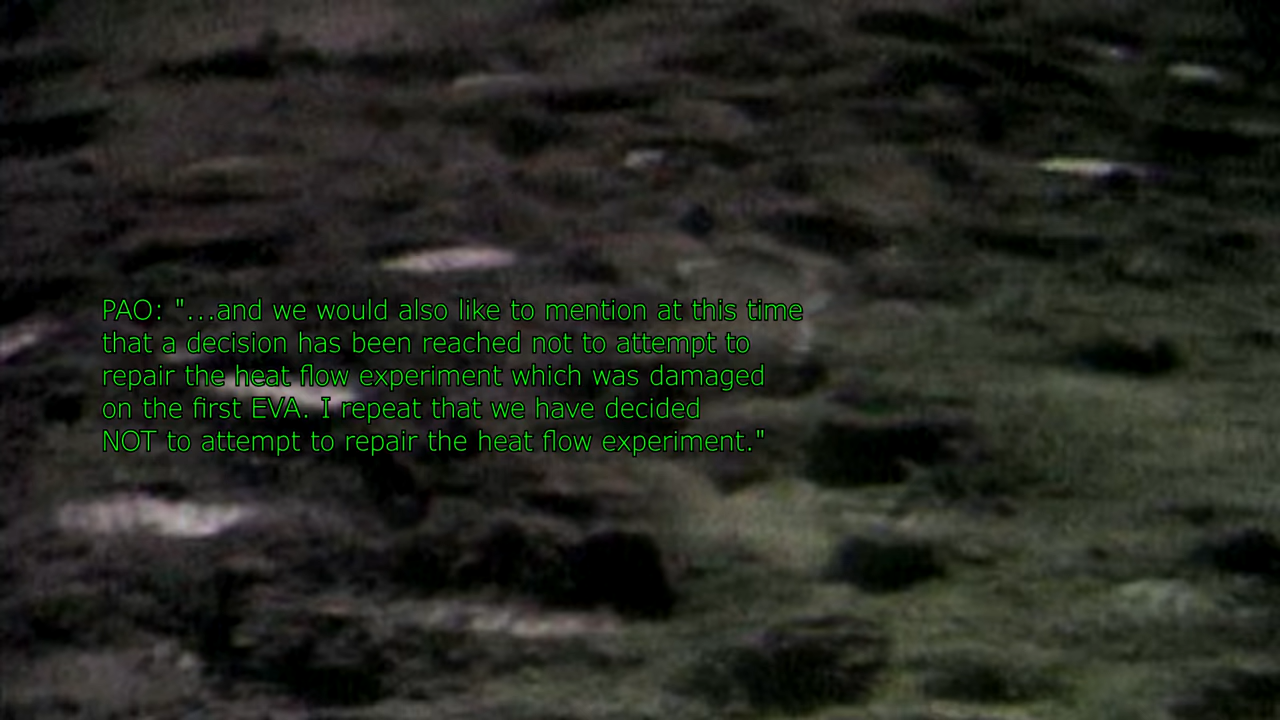 PAO: "...and we would also like to mention at this time
that a decision has been reached not to attempt to
repair the heat flow experiment which was damaged
on the first EVA. I repeat that we have decided
NOT to attempt to repair the heat flow experiment."